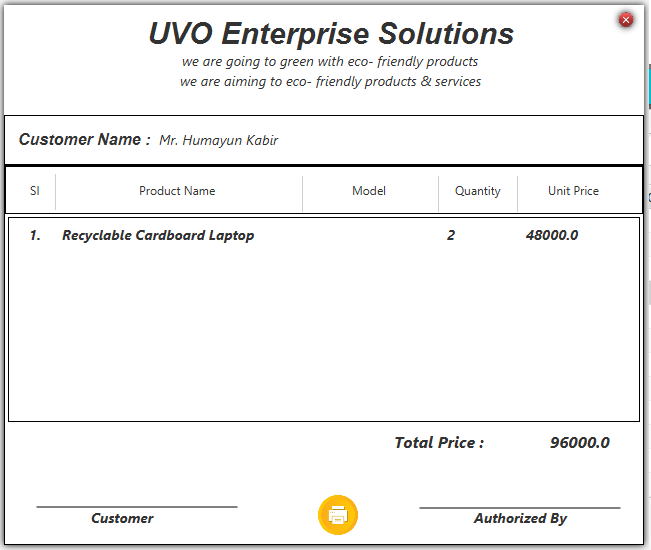 UVO Enterprise Solutions
we are going to green with eco- friendly products
we are aiming to eco- friendly products & services
Customer Name : Mr. Humayun Kabir
Sl Product Name Model Quantity Unit Price
1. Recyclable Cardboard Laptop 2 48000.0
Total Price : 96000.0
Customer Authorized By